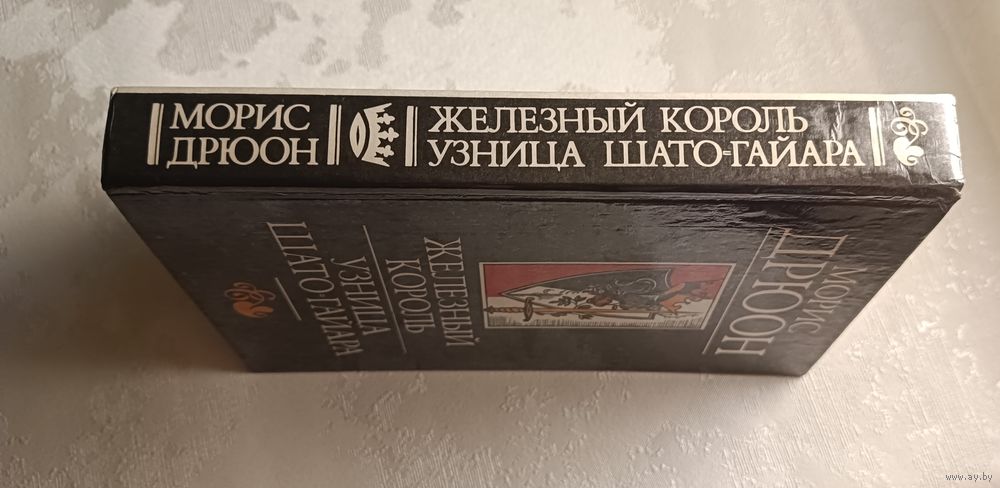 МОРИС
ДРЮОН
ЖЕЛЕЗНЫЙ КОРОЛЬ
УЗНИЦА ШАТО-ГАЙАРА
МОРИС
ДРЮОН
ЖЕЛЕЗНЫЙ
КОРОЛЬ
УЗНИЦА
ШАТО-ГАЙАРА
www.ay.by